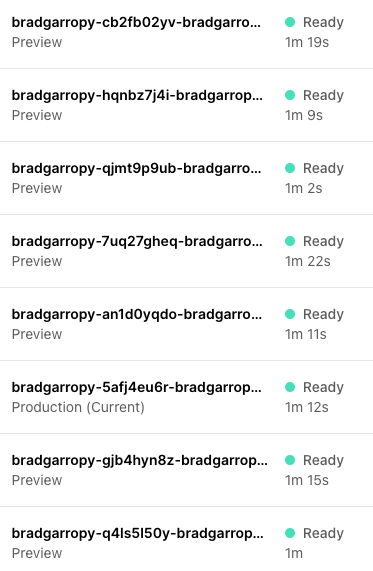 bradgarropy-cb2fb02yv-bradgarro... Ready
Preview 1m 19s
bradgarropy-hqnbz7j4i-bradgarrop... Ready
Preview 1m 9s
bradgarropy-qjmt9p9ub-bradgarro... Ready
Preview 1m 2s
bradgarropy-7uq27gheq-bradgarro... Ready
Preview 1m 22s
bradgarropy-an1d0yqdo-bradgarro... Ready
Preview 1m 11s
bradgarropy-5afj4eu6r-bradgarrop... Ready
Production (Current) 1m 12s
bradgarropy-gjb4hyn8z-bradgarrop... Ready
Preview 1m 15s
bradgarropy-q4ls5l50y-bradgarrop... Ready
Preview 1m